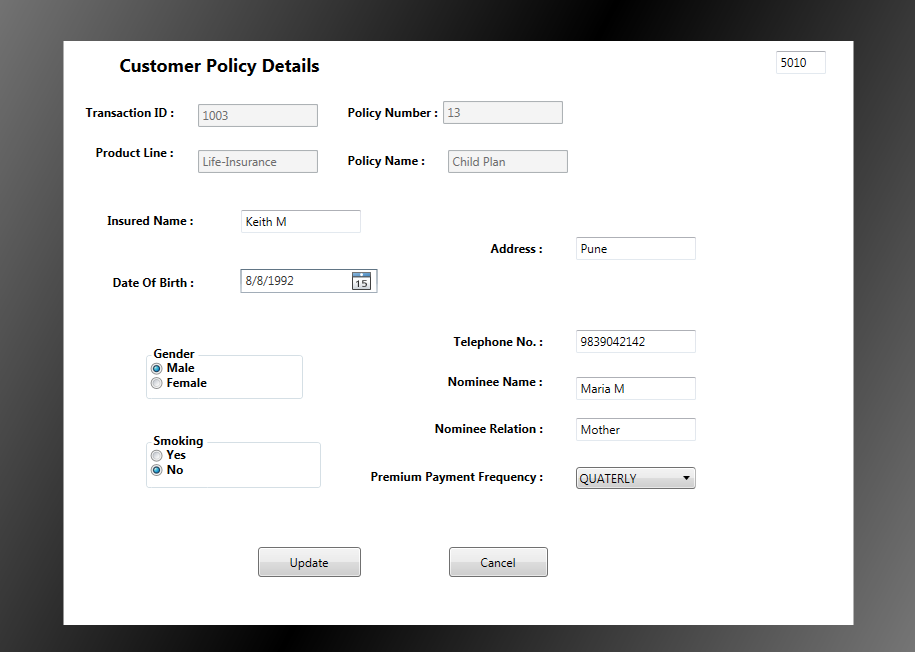 Customer Policy Details
5010
Transaction ID : 1003 Policy Number : 13
Product Line : Life-Insurance Policy Name : Child Plan
Insured Name : Keith M
Address : Pune
Date Of Birth : 8/8/1992 15
Telephone No. : 9839042142
Gender
Male
Female
Nominee Name : Maria M
Nominee Relation : Mother
Smoking
Yes
No
Premium Payment Frequency : QUATERLY
Update Cancel